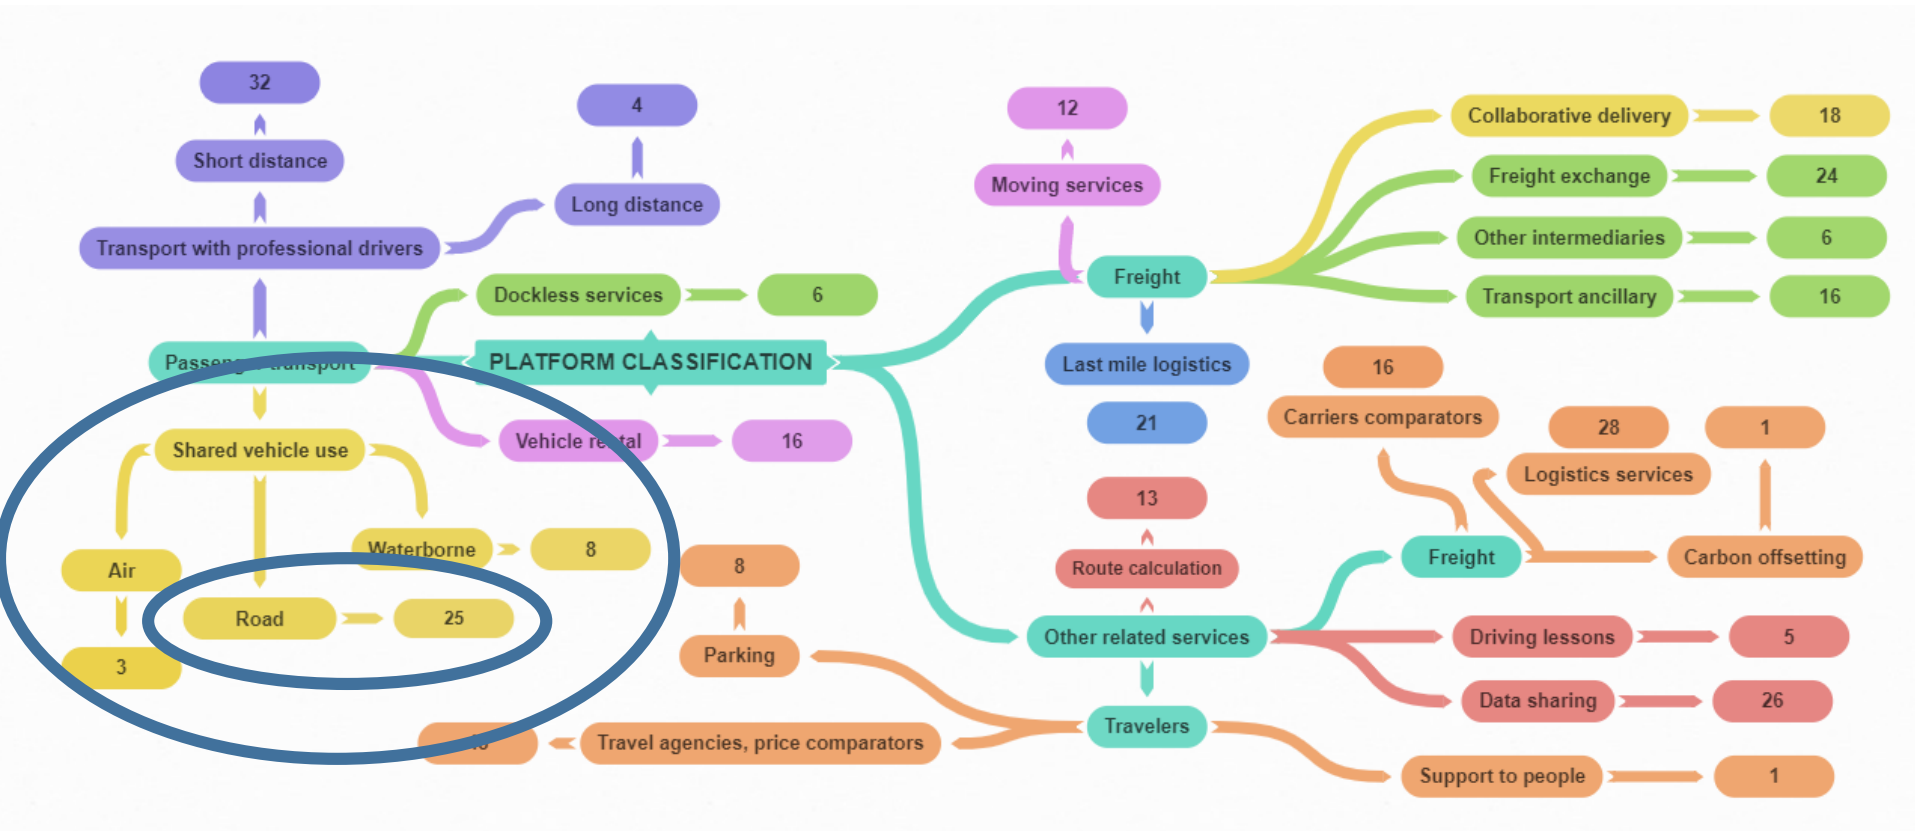 32
4
12
Collaborative delivery
18
Short distance
Freight exchange
24
Moving services
Long distance
Transport with professional drivers
Other intermediaries
6
Freight
Dockless services
6
Transport ancillary
16
Passenger transport
PLATFORM CLASSIFICATION
Last mile logistics
16
21
Carriers comparators
28
1
Shared vehicle use
Vehicle rental
16
Logistics services
13
Waterborne
8
Air
8
Route calculation
Freight
Carbon offsetting
Road
25
Other related services
Driving lessons
5
3
Parking
Data sharing
26
Travelers
Travel agencies, price comparators
Support to people
1